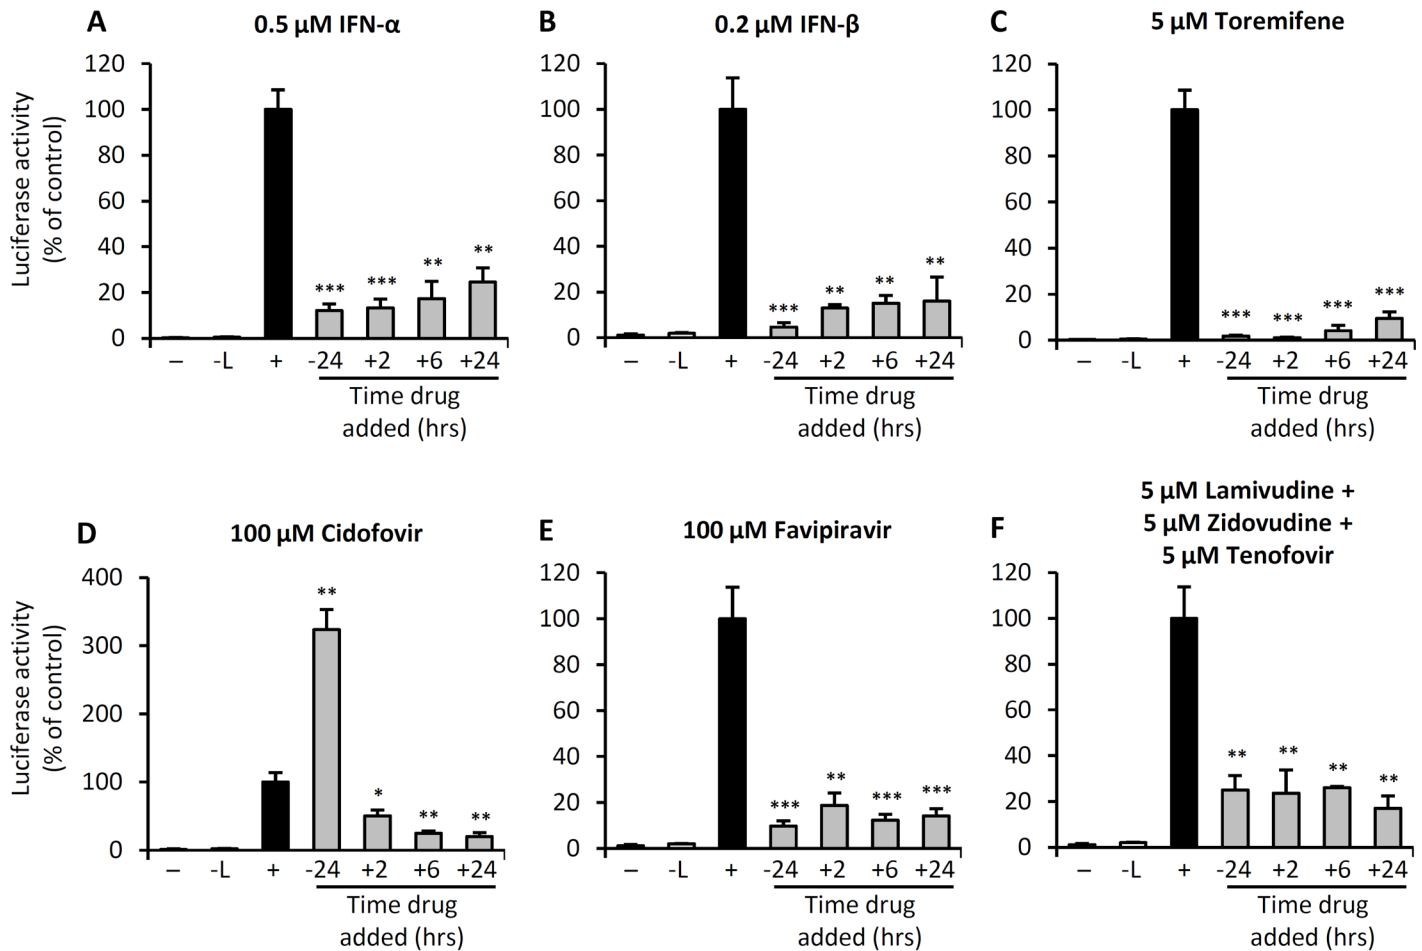 A
0.5 µM IFN-α
Luciferase activity
(% of control)
120
100
80
60
40
20
0
***
***
**
**
–
-L
+
-24
+2
+6
+24
Time drug
added (hrs)
B
0.2 µM IFN-β
120
100
80
60
40
20
0
***
**
**
**
–
-L
+
-24
+2
+6
+24
Time drug
added (hrs)
C
5 µM Toremifene
120
100
80
60
40
20
0
***
***
***
***
–
-L
+
-24
+2
+6
+24
Time drug
added (hrs)
D
100 µM Cidofovir
Luciferase activity
(% of control)
400
300
200
100
0
**
*
**
**
–
-L
+
-24
+2
+6
+24
Time drug
added (hrs)
E
100 µM Favipiravir
120
100
80
60
40
20
0
***
**
***
***
–
-L
+
-24
+2
+6
+24
Time drug
added (hrs)
F
5 µM Lamivudine +
5 µM Zidovudine +
5 µM Tenofovir
120
100
80
60
40
20
0
**
**
**
**
–
-L
+
-24
+2
+6
+24
Time drug
added (hrs)